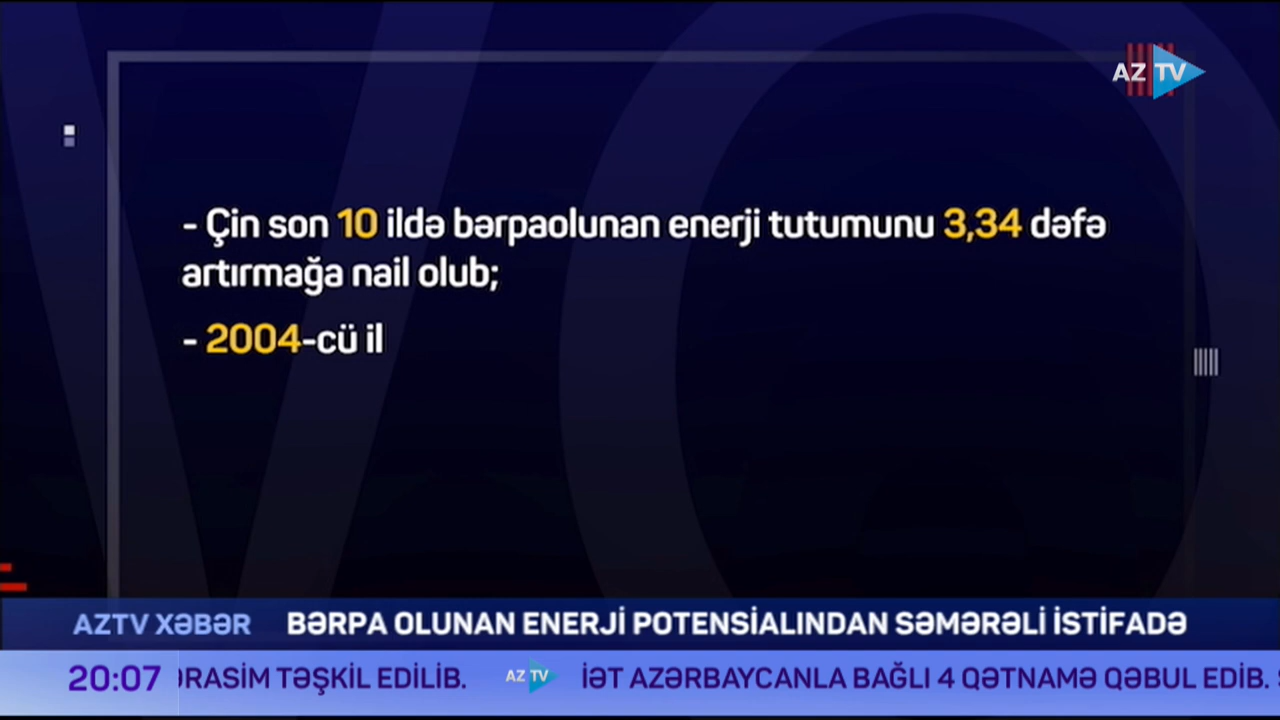 AZ TV
- Çin son 10 ildə bərpaolunan enerji tutumunu 3,34 dəfə
artırmağa nail olub;
- 2004-cü il
AZTV XƏBƏR BƏRPA OLUNAN ENERJİ POTENSİALINDAN SƏMƏRƏLİ İSTİFADƏ
20:07 ƏRASİM TƏŞKİL EDİLİB. AZ TV İƏT AZƏRBAYCANLA BAĞLI 4 QƏTNAMƏ QƏBUL EDİB.